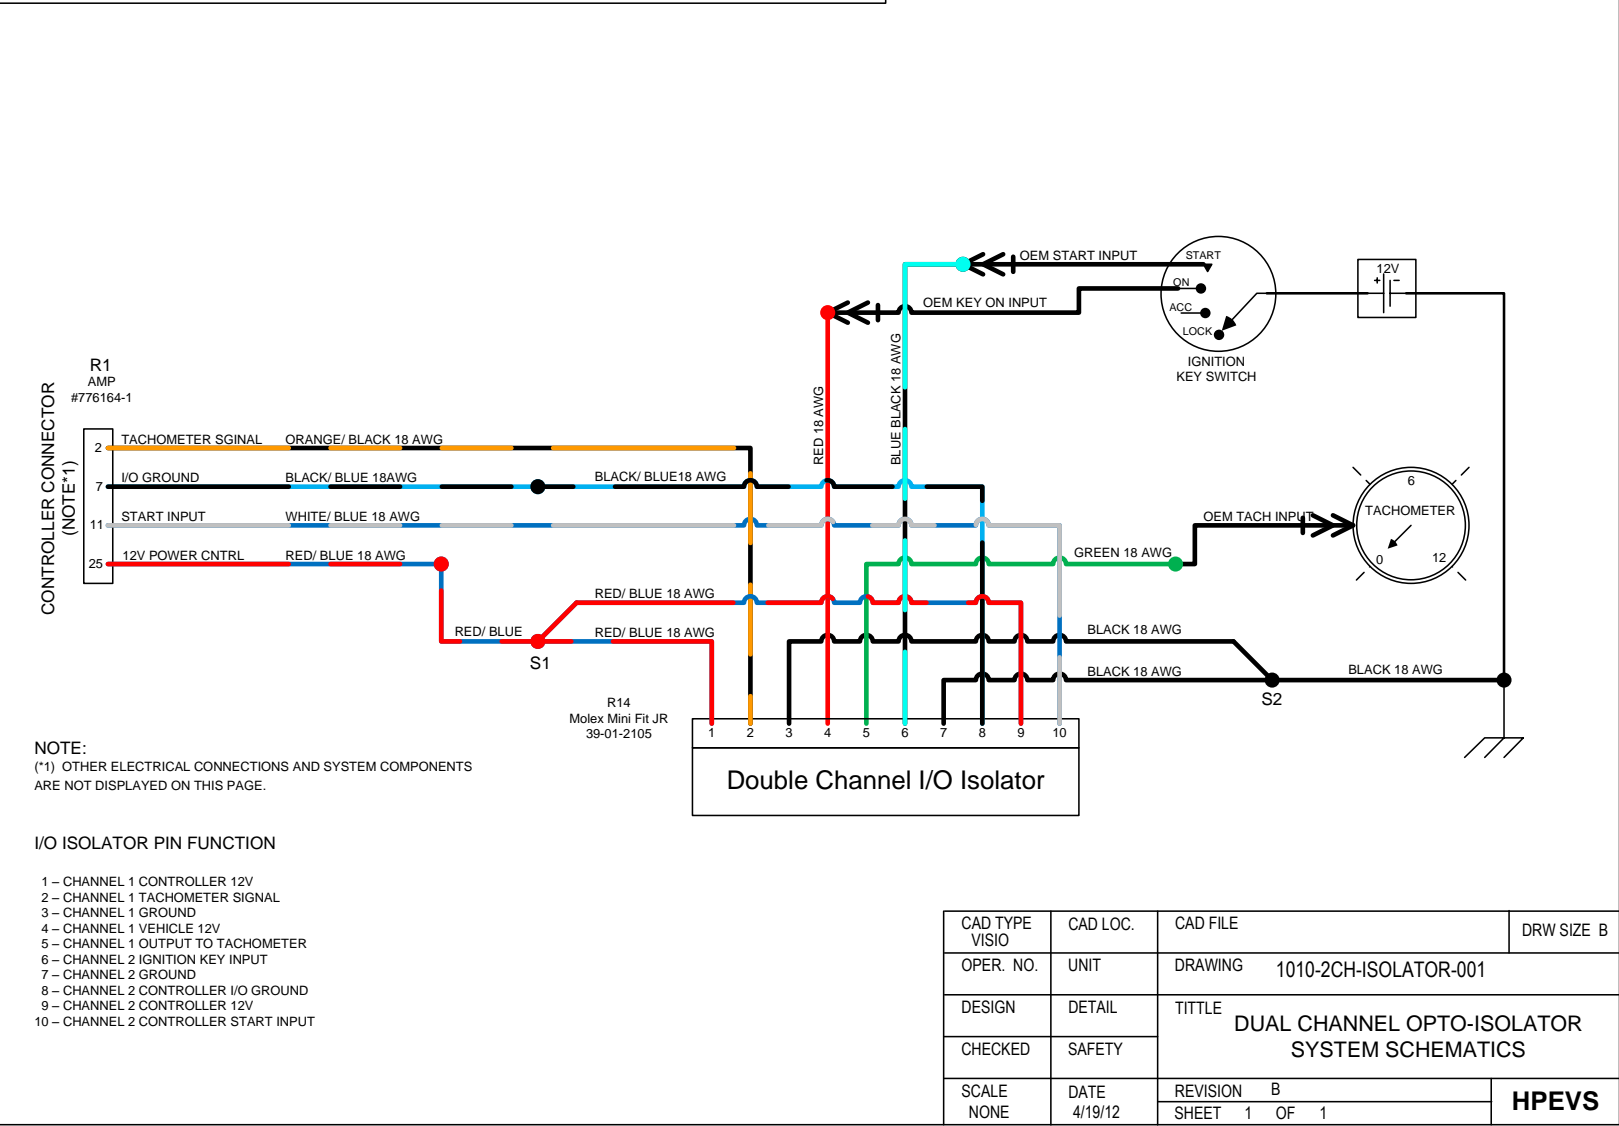 OEM START INPUT
START
12V
+ -
ON
OEM KEY ON INPUT
ACC
LOCK
IGNITION
KEY SWITCH
R1
AMP
#776164-1
CONTROLLER CONNECTOR
(NOTE*1)
RED 18 AWG
BLUE BLACK 18 AWG
2 TACHOMETER SGINAL ORANGE/ BLACK 18 AWG
7 I/O GROUND BLACK/ BLUE 18AWG BLACK/ BLUE18 AWG
11 START INPUT WHITE/ BLUE 18 AWG
25 12V POWER CNTRL RED/ BLUE 18 AWG
6
TACHOMETER
0 12
OEM TACH INPUT
GREEN 18 AWG
RED/ BLUE 18 AWG
RED/ BLUE RED/ BLUE 18 AWG
S1
BLACK 18 AWG
BLACK 18 AWG
BLACK 18 AWG
S2
R14
Molex Mini Fit JR
39-01-2105
1 2 3 4 5 6 7 8 9 10
Double Channel I/O Isolator
NOTE:
(*1) OTHER ELECTRICAL CONNECTIONS AND SYSTEM COMPONENTS
ARE NOT DISPLAYED ON THIS PAGE.
I/O ISOLATOR PIN FUNCTION
1 – CHANNEL 1 CONTROLLER 12V
2 – CHANNEL 1 TACHOMETER SIGNAL
3 – CHANNEL 1 GROUND
4 – CHANNEL 1 VEHICLE 12V
5 – CHANNEL 1 OUTPUT TO TACHOMETER
6 – CHANNEL 2 IGNITION KEY INPUT
7 – CHANNEL 2 GROUND
8 – CHANNEL 2 CONTROLLER I/O GROUND
9 – CHANNEL 2 CONTROLLER 12V
10 – CHANNEL 2 CONTROLLER START INPUT
CAD TYPE
VISIO
CAD LOC.
CAD FILE
DRW SIZE B
OPER. NO.
UNIT
DRAWING 1010-2CH-ISOLATOR-001
DESIGN
DETAIL
TITTLE
DUAL CHANNEL OPTO-ISOLATOR
SYSTEM SCHEMATICS
CHECKED
SAFETY
SCALE
NONE
DATE
4/19/12
REVISION B
SHEET 1 OF 1
HPEVS